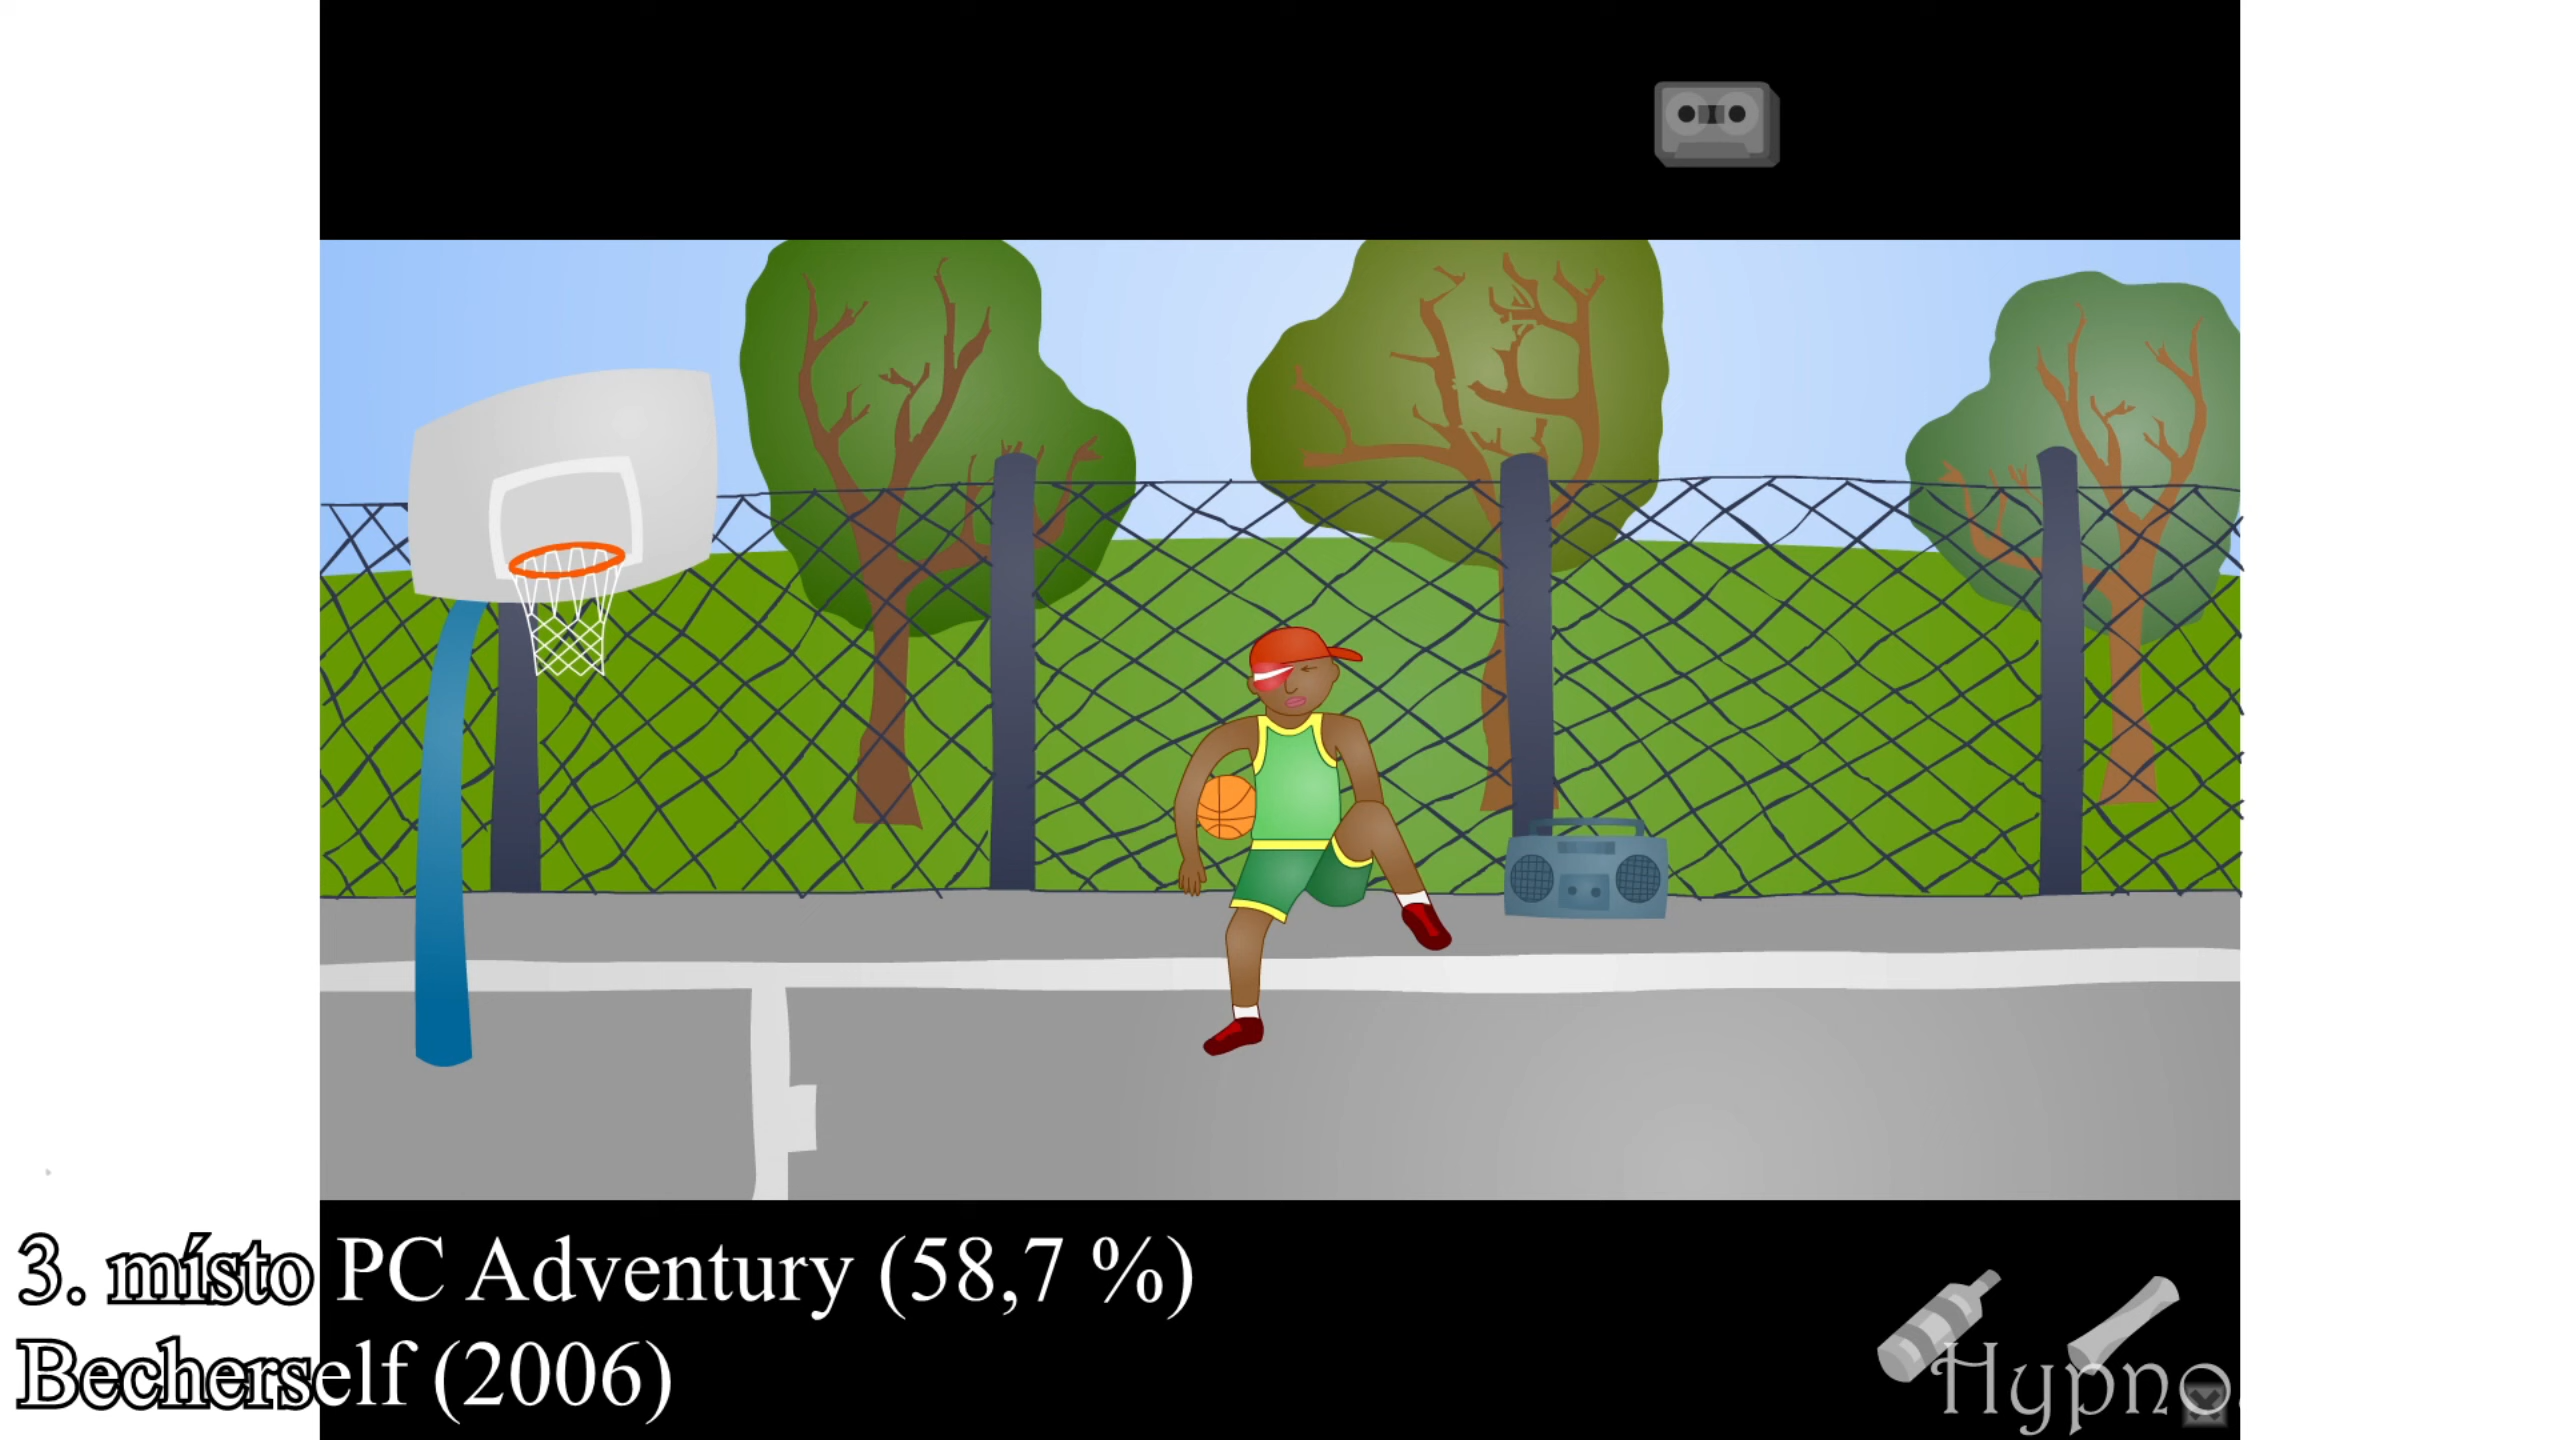 3. místo PC Adventury (58,7 %)
Becherself (2006)
Hypno